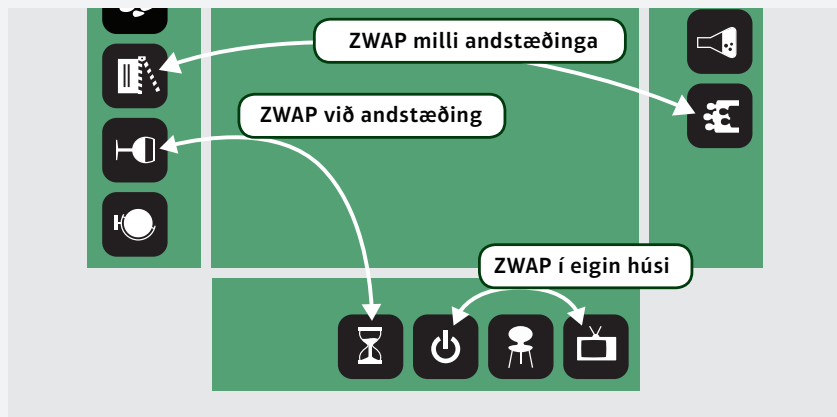 ZWAP milli andstæðinga
ZWAP við andstæðing
ZWAP í eigin húsi